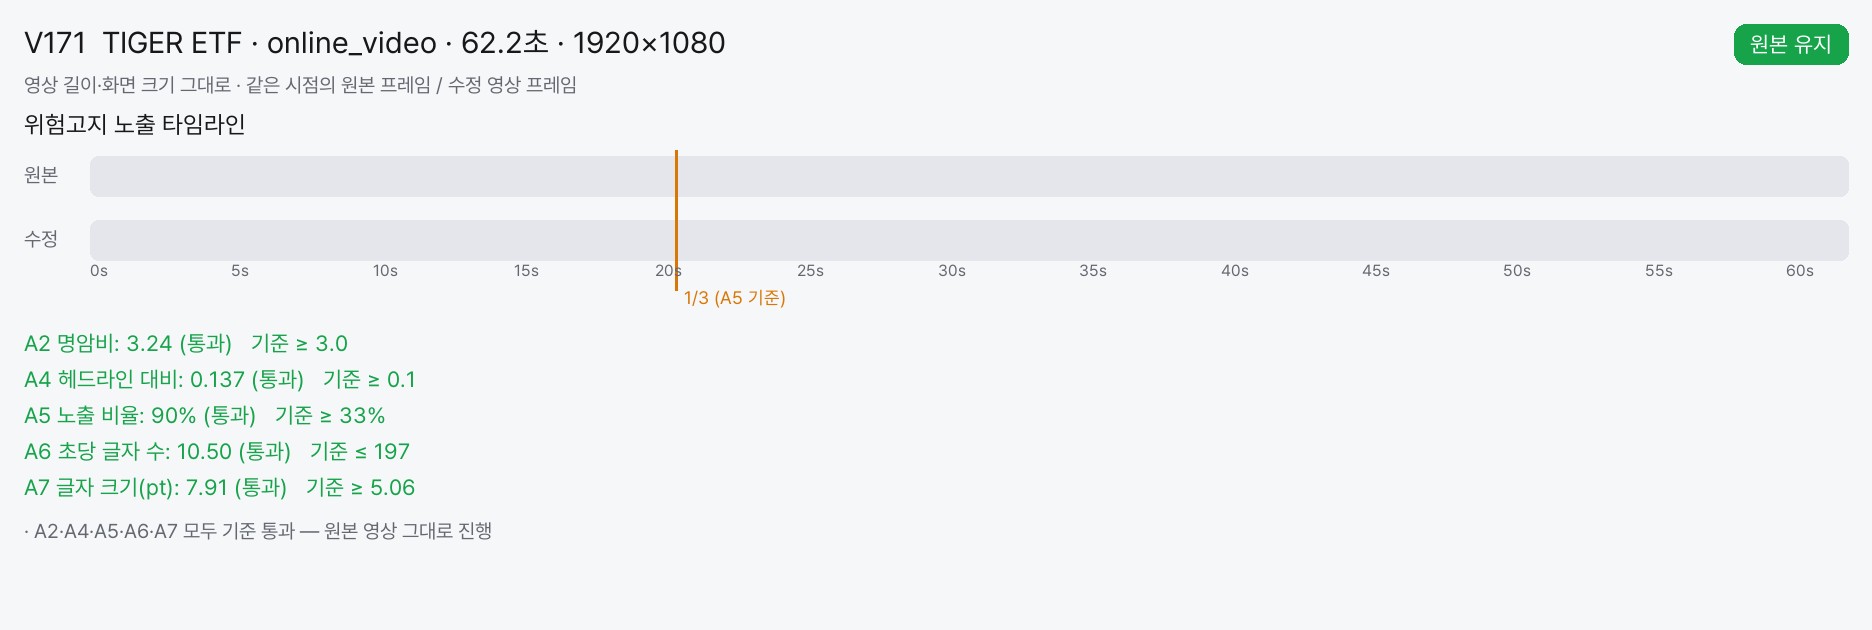 V171 TIGER ETF · online_video · 62.2초 · 1920×1080
원본 유지
영상 길이·화면 크기 그대로 · 같은 시점의 원본 프레임 / 수정 영상 프레임
위험고지 노출 타임라인
원본
수정
0s 5s 10s 15s 20s 25s 30s 35s 40s 45s 50s 55s 60s
1/3 (A5 기준)
A2 명암비: 3.24 (통과) 기준 ≥ 3.0
A4 헤드라인 대비: 0.137 (통과) 기준 ≥ 0.1
A5 노출 비율: 90% (통과) 기준 ≥ 33%
A6 초당 글자 수: 10.50 (통과) 기준 ≤ 197
A7 글자 크기(pt): 7.91 (통과) 기준 ≥ 5.06
· A2·A4·A5·A6·A7 모두 기준 통과 — 원본 영상 그대로 진행